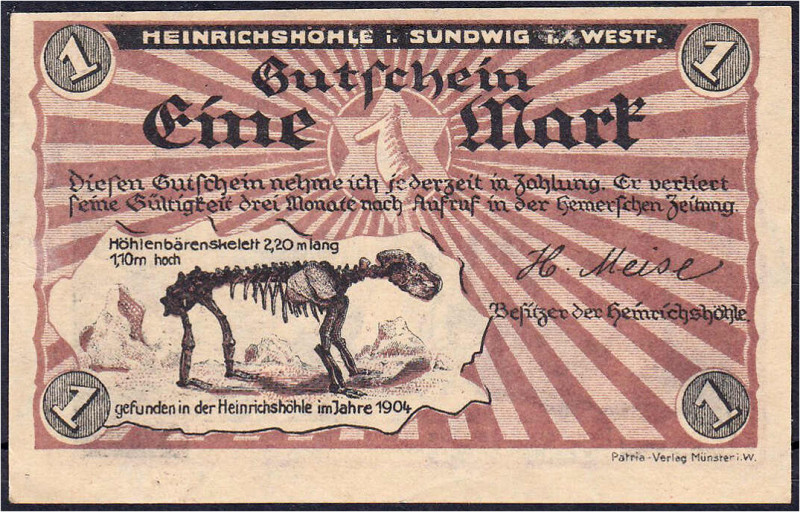 HEINRICHSHÖHLE i. SUNDWIG i./WESTF.
1 1
Gutschein
Eine 1 Mark
Diesen Gutschein nehme ich jederzeit in Zahlung. Er verliert
seine Gültigkeit drei Monate nach Aufruf in der Hemerschen Zeitung.
Höhlenbärenskelett 2,20 m lang
1,10 m hoch
H. Meise
Besitzer der Heinrichshöhle.
gefunden in der Heinrichshöhle im Jahre 1904
1 1
Patria-Verlag Münster i.W.